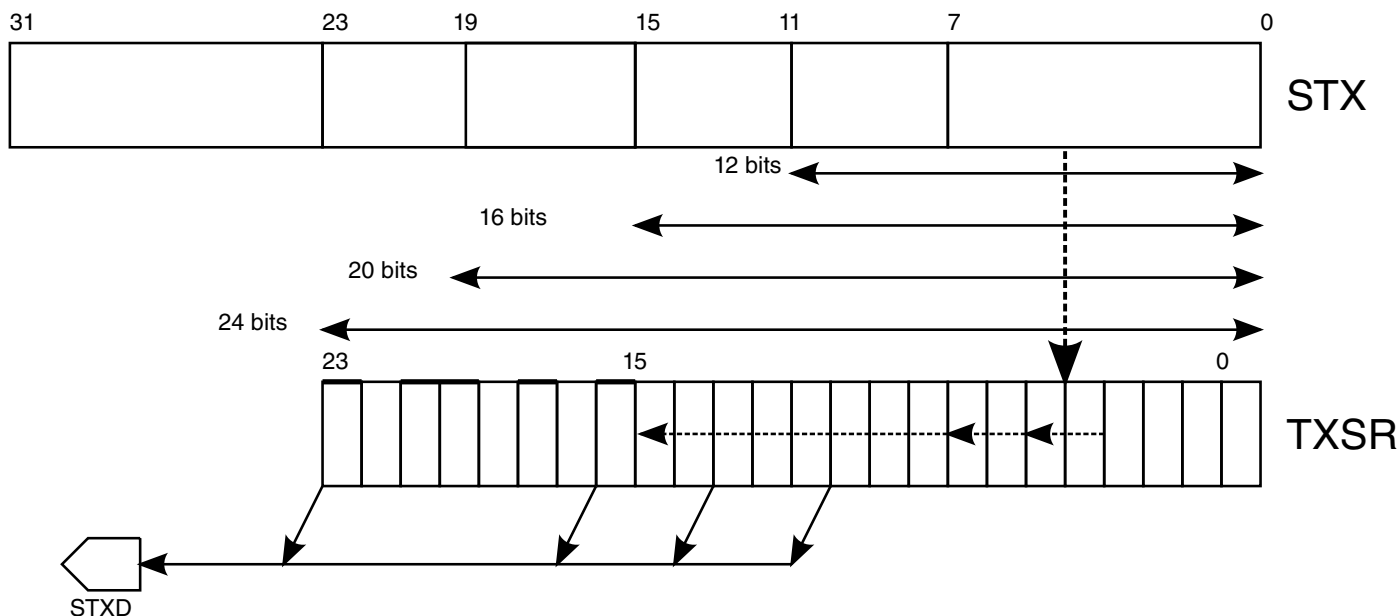 31 23 19 15 11 7 0
STX
12 bits
16 bits
20 bits
24 bits
23 15 0
TXSR
STXD